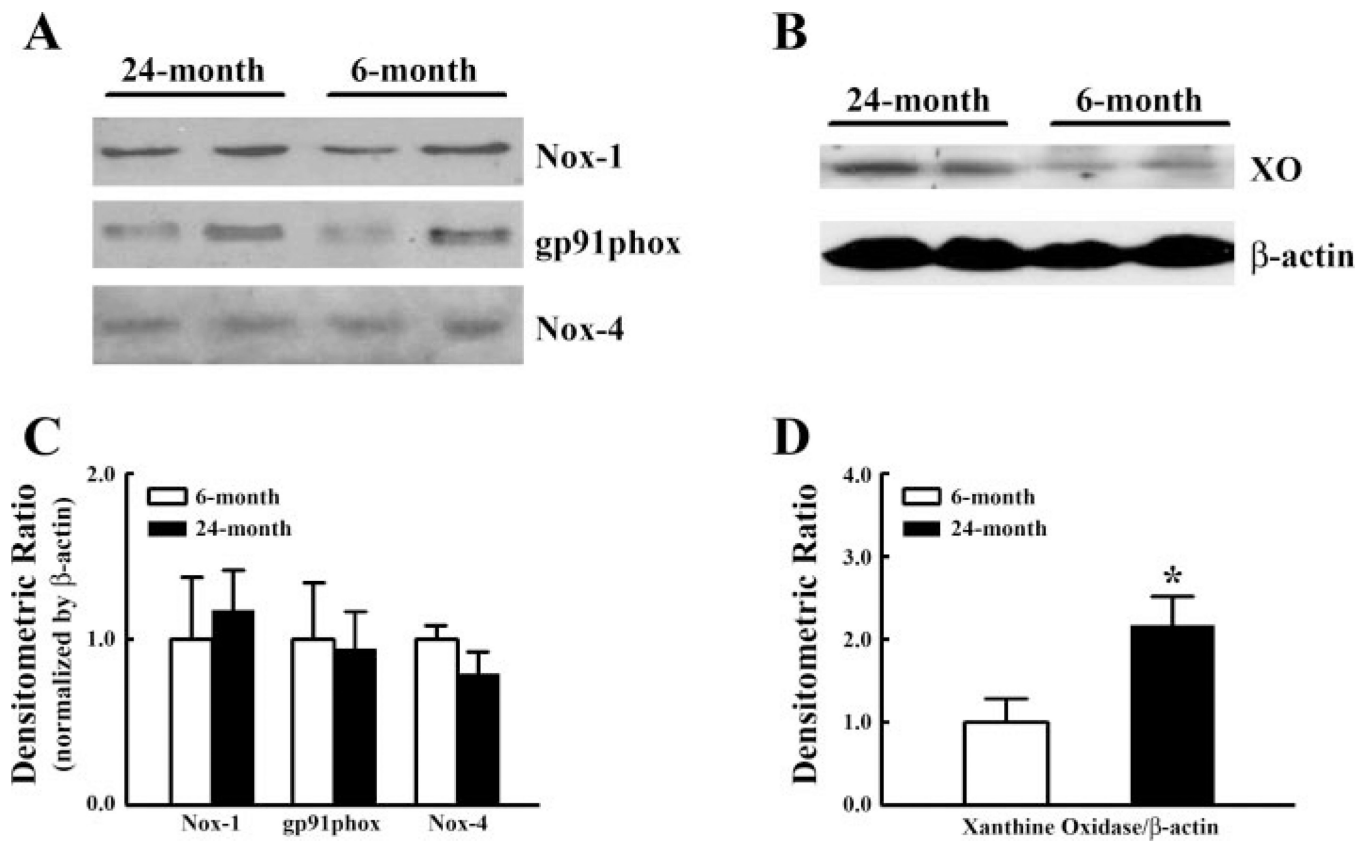 A
24-month 6-month
Nox-1
gp91phox
Nox-4
B
24-month 6-month
XO
β-actin
C
Densitometric Ratio
(normalized by β-actin)
2.0
1.0
0.0
6-month
24-month
Nox-1 gp91phox Nox-4
D
Densitometric Ratio
4.0
3.0
2.0
1.0
0.0
6-month
24-month
*
Xanthine Oxidase/β-actin